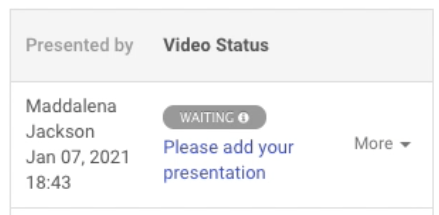 Presented by Video Status
Maddalena
Jackson
Jan 07, 2021
18:43
WAITING
Please add your
presentation
More